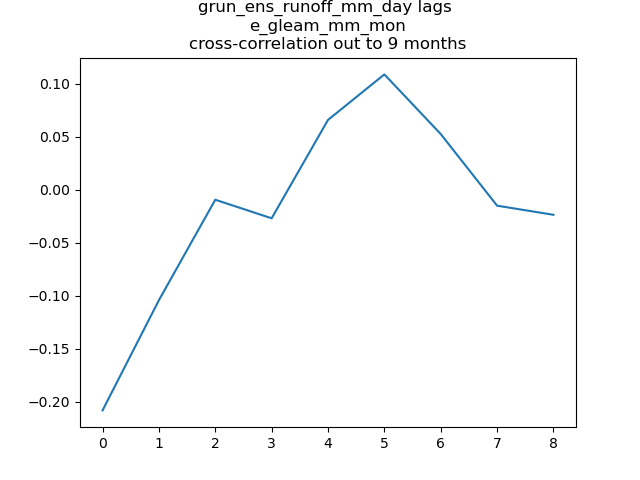 grun_ens_runoff_mm_day lags
e_gleam_mm_mon
cross-correlation out to 9 months
0.10
0.05
0.00
−0.05
−0.10
−0.15
−0.20
0 1 2 3 4 5 6 7 8